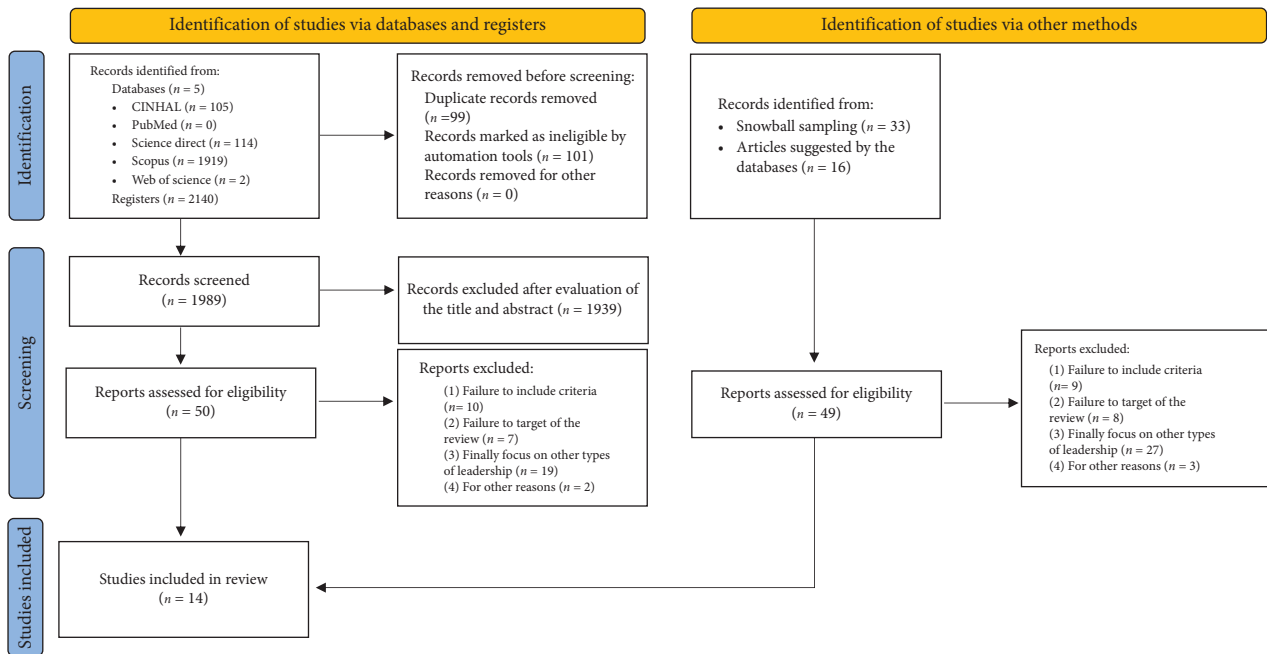 Identification of studies via databases and registers
Identification of studies via other methods
Identification
Records identified from:
Databases (n = 5)
• CINHAL (n = 105)
• PubMed (n = 0)
• Science direct (n = 114)
• Scopus (n = 1919)
• Web of science (n = 2)
Registers (n = 2140)
Records removed before screening:
Duplicate records removed
(n =99)
Records marked as ineligible by
automation tools (n = 101)
Records removed for other
reasons (n = 0)
Records identified from:
• Snowball sampling (n = 33)
• Articles suggested by the
databases (n = 16)
Screening
Records screened
(n = 1989)
Records excluded after evaluation of
the title and abstract (n = 1939)
Reports assessed for eligibility
(n = 50)
Reports excluded:
(1) Failure to include criteria
(n= 10)
(2) Failure to target of the
review (n = 7)
(3) Finally focus on other types
of leadership (n = 19)
(4) For other reasons (n = 2)
Reports assessed for eligibility
(n = 49)
Reports excluded:
(1) Failure to include criteria
(n= 9)
(2) Failure to target of the
review (n = 8)
(3) Finally focus on other types
of leadership (n = 27)
(4) For other reasons (n = 3)
Studies included
Studies included in review
(n = 14)